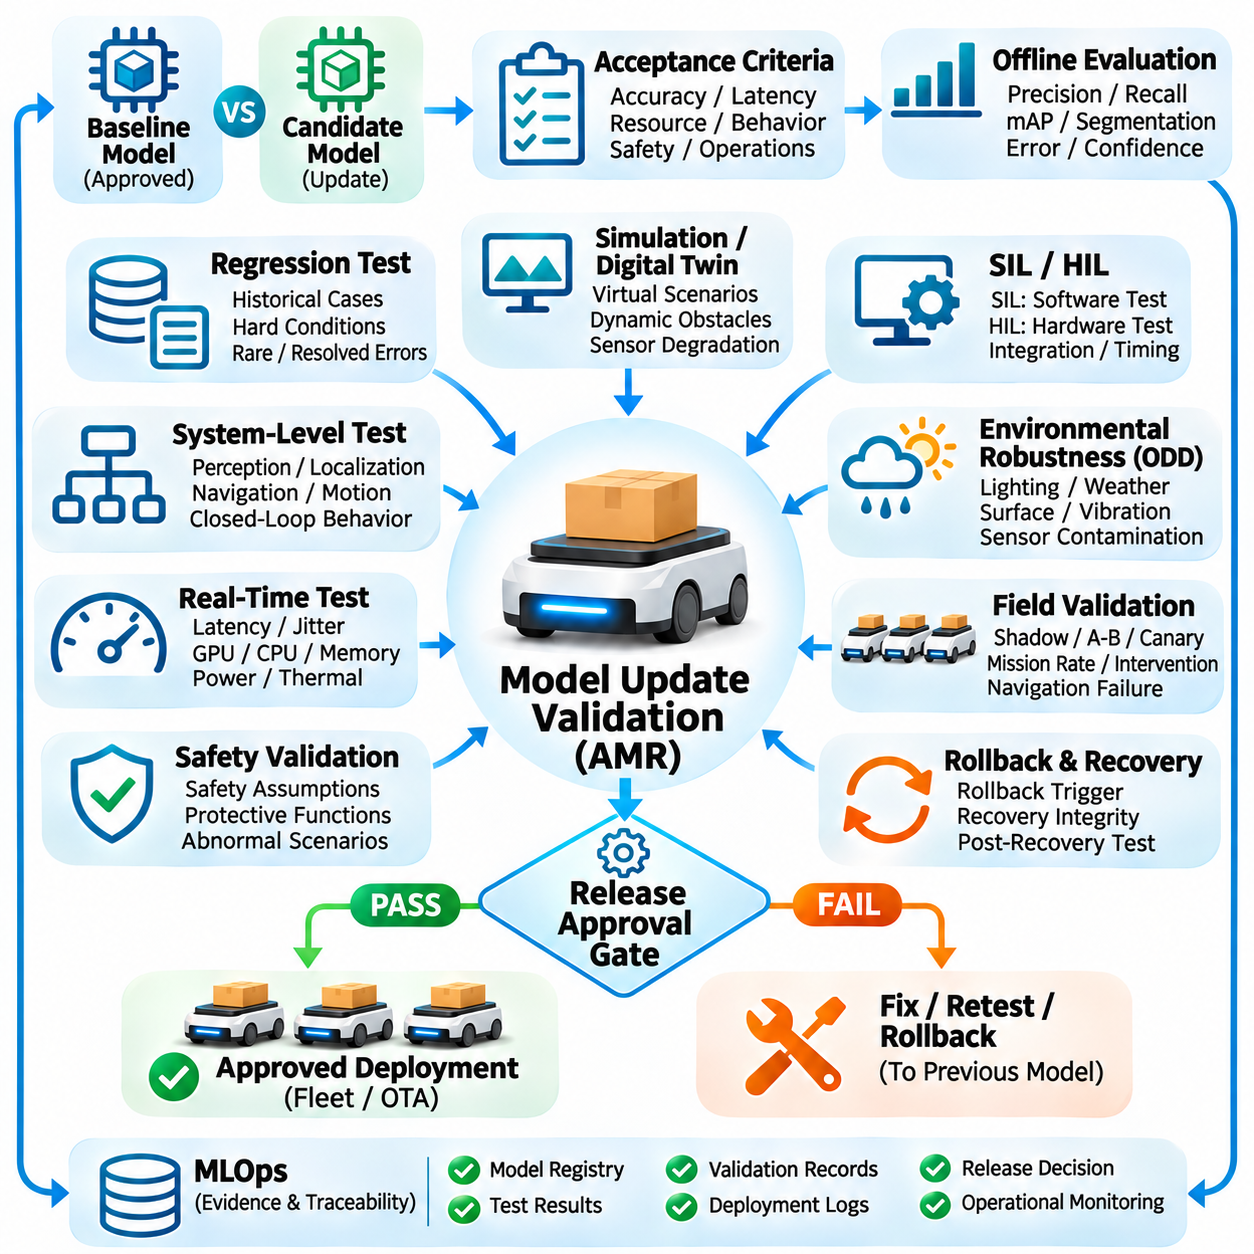 Baseline
Model
(Approved)
VS
Candidate
Model
(Update)
Acceptance Criteria
Accuracy / Latency
Resource / Behavior
Safety / Operations
Offline Evaluation
Precision / Recall
mAP / Segmentation
Error / Confidence
Regression Test
Historical Cases
Hard Conditions
Rare / Resolved Errors
Simulation /
Digital Twin
Virtual Scenarios
Dynamic Obstacles
Sensor Degradation
SIL / HIL
SIL: Software Test
HIL: Hardware Test
Integration / Timing
System-Level Test
Perception / Localization
Navigation / Motion
Closed-Loop Behavior
Environmental
Robustness (ODD)
Lighting / Weather
Surface / Vibration
Sensor Contamination
Real-Time Test
Latency / Jitter
GPU / CPU / Memory
Power / Thermal
Field Validation
Shadow / A-B / Canary
Mission Rate / Intervention
Navigation Failure
Model Update
Validation
(AMR)
Safety Validation
Safety Assumptions
Protective Functions
Abnormal Scenarios
Rollback & Recovery
Rollback Trigger
Recovery Integrity
Post-Recovery Test
Release
Approval
Gate
PASS
FAIL
Approved Deployment
(Fleet / OTA)
Fix / Retest /
Rollback
(To Previous Model)
MLOps
(Evidence & Traceability)
Model Registry
Test Results
Validation Records
Deployment Logs
Release Decision
Operational Monitoring